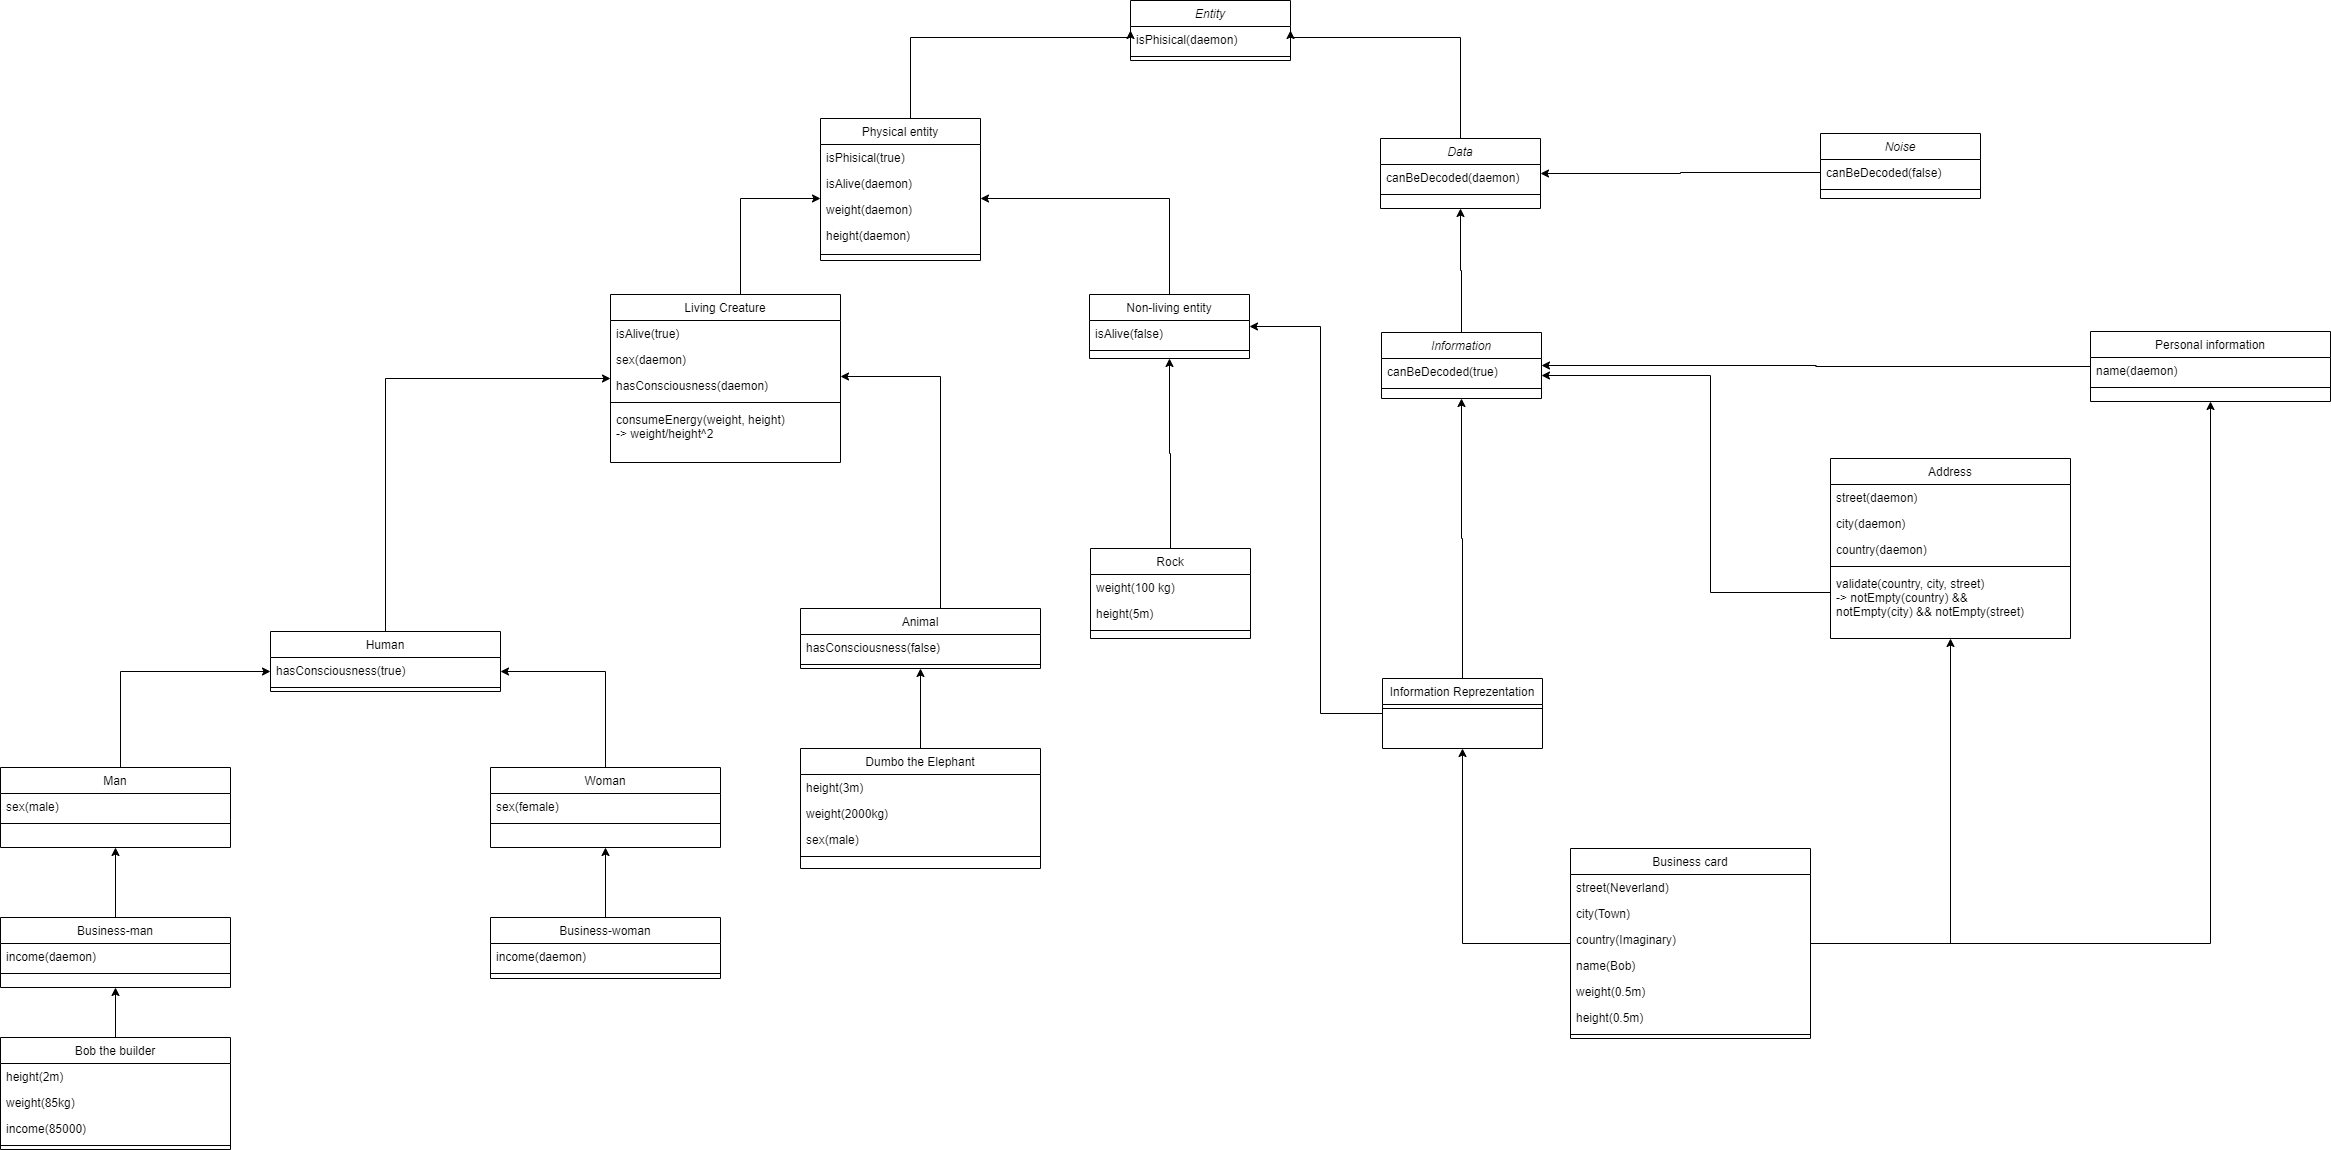 Entity
isPhisical(daemon)
Physical entity
isPhisical(true)
isAlive(daemon)
weight(daemon)
height(daemon)
Data
canBeDecoded(daemon)
Noise
canBeDecoded(false)
Living Creature
isAlive(true)
sex(daemon)
hasConsciousness(daemon)
consumeEnergy(weight, height)
-> weight/height^2
Non-living entity
isAlive(false)
Information
canBeDecoded(true)
Personal information
name(daemon)
Address
street(daemon)
city(daemon)
country(daemon)
validate(country, city, street)
-> notEmpty(country) &&
notEmpty(city) && notEmpty(street)
Rock
weight(100 kg)
height(5m)
Human
hasConsciousness(true)
Animal
hasConsciousness(false)
Information Reprezentation
Man
sex(male)
Woman
sex(female)
Dumbo the Elephant
height(3m)
weight(2000kg)
sex(male)
Business card
street(Neverland)
city(Town)
country(Imaginary)
name(Bob)
weight(0.5m)
height(0.5m)
Business-man
income(daemon)
Business-woman
income(daemon)
Bob the builder
height(2m)
weight(85kg)
income(85000)